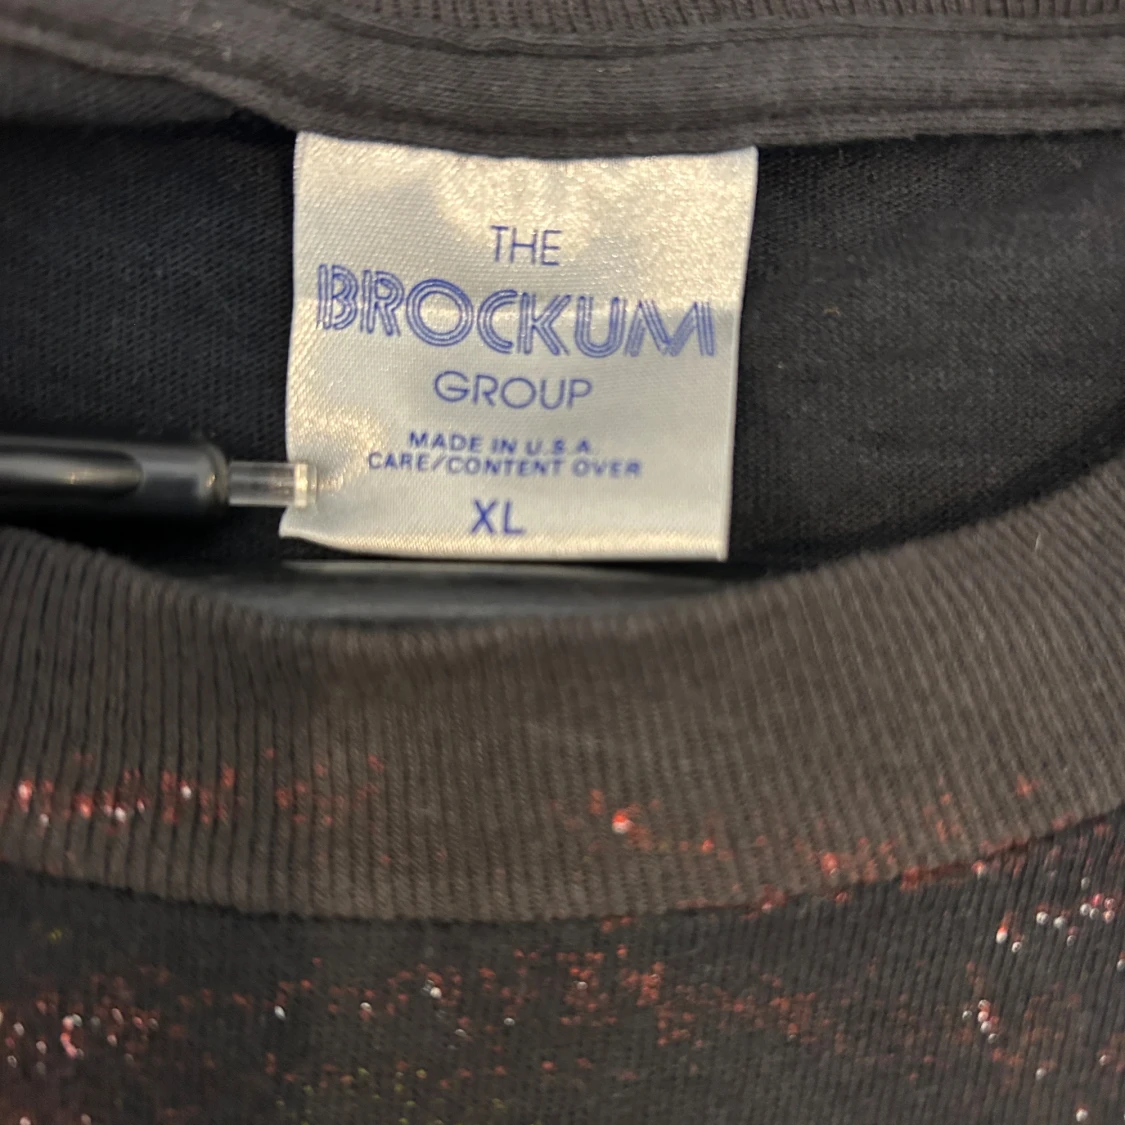 THE
BROCKUM
GROUP
MADE IN U.S.A.
CARE/CONTENT OVER
XL